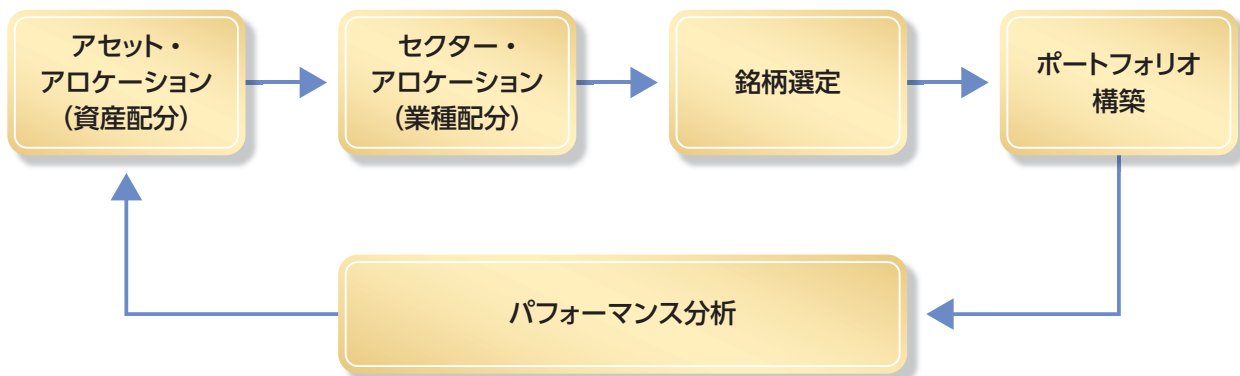 アセット・
アロケーション
(資産配分)
セクター・
アロケーション
(業種配分)
銘柄選定
ポートフォリオ
構築
パフォーマンス分析